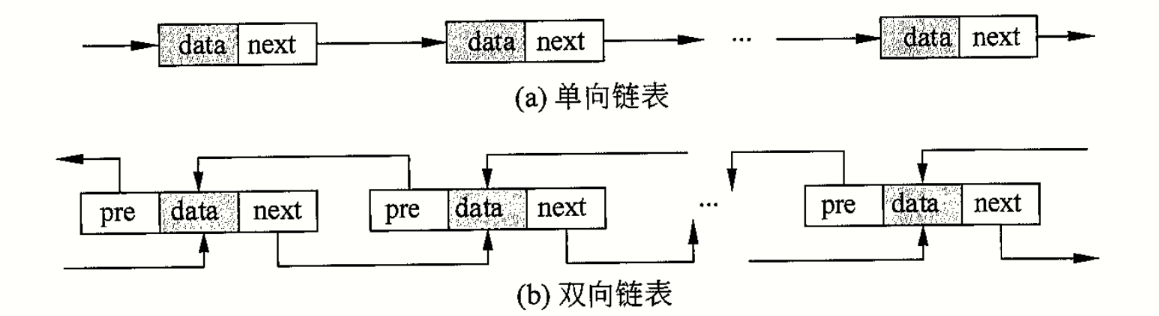 data next data next ... data next
(a) 单向链表
pre data next pre data next ... pre data next
(b) 双向链表